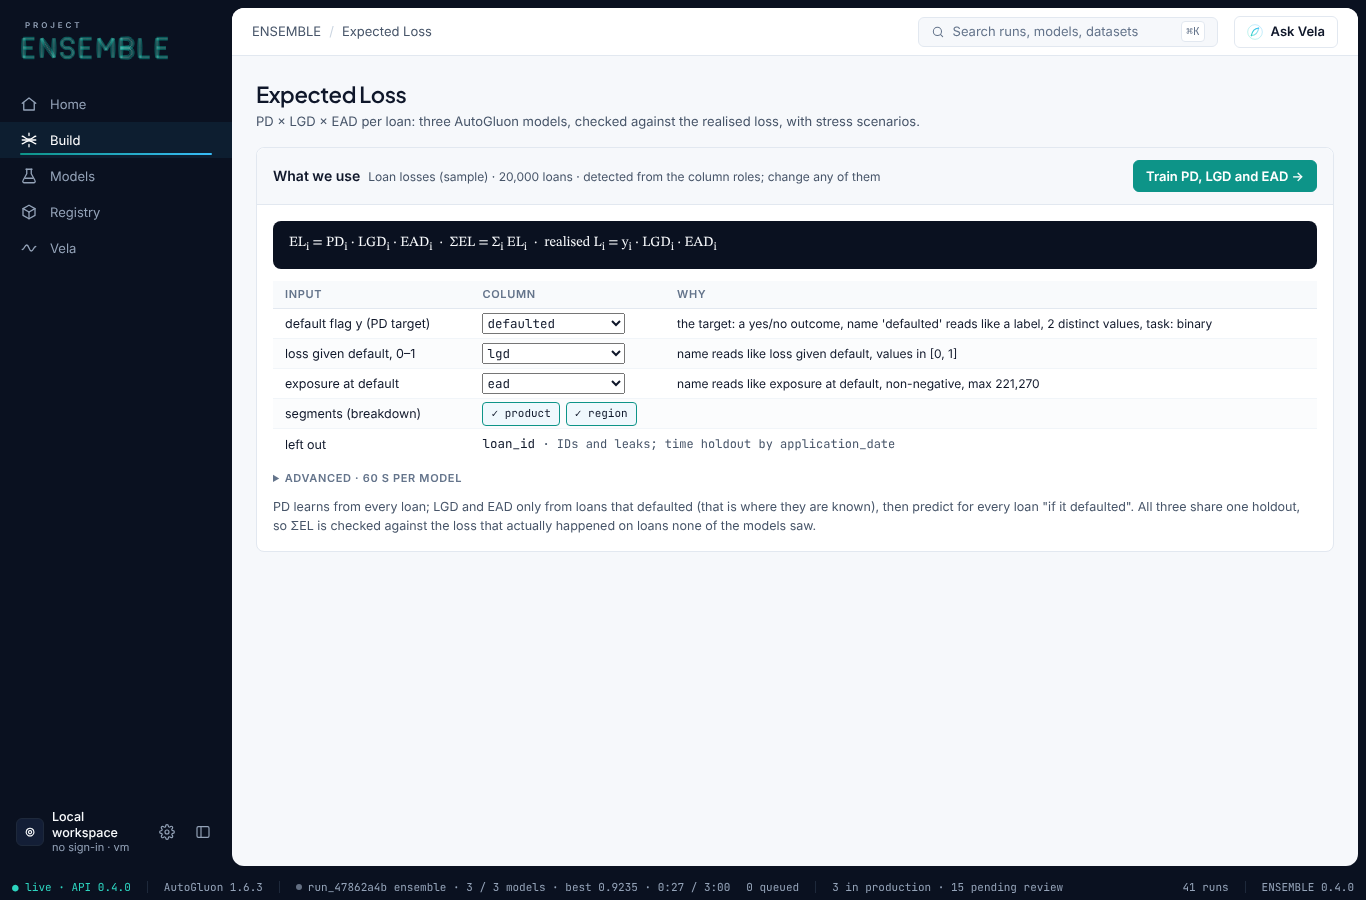 PROJECT
ENSEMBLE
Home
Build
Models
Registry
Vela
Local workspace
no sign-in · vm
ENSEMBLE / Expected Loss
Search runs, models, datasets ⌘K
Ask Vela
Expected Loss
PD × LGD × EAD per loan: three AutoGluon models, checked against the realised loss, with stress scenarios.
What we use Loan losses (sample) · 20,000 loans · detected from the column roles; change any of them
Train PD, LGD and EAD →
ELi = PDi · LGDi · EADi · ΣEL = Σi ELi · realised Li = yi · LGDi · EADi
INPUT COLUMN WHY
default flag y (PD target) defaulted the target: a yes/no outcome, name 'defaulted' reads like a label, 2 distinct values, task: binary
loss given default, 0–1 lgd name reads like loss given default, values in [0, 1]
exposure at default ead name reads like exposure at default, non-negative, max 221,270
segments (breakdown) ✓ product ✓ region
left out loan_id · IDs and leaks; time holdout by application_date
▶ ADVANCED · 60 S PER MODEL
PD learns from every loan; LGD and EAD only from loans that defaulted (that is where they are known), then predict for every loan "if it defaulted". All three share one holdout,
so ΣEL is checked against the loss that actually happened on loans none of the models saw.
● live · API 0.4.0 AutoGluon 1.6.3 ● run_47862a4b ensemble · 3 / 3 models · best 0.9235 · 0:27 / 3:00 0 queued 3 in production · 15 pending review 41 runs ENSEMBLE 0.4.0